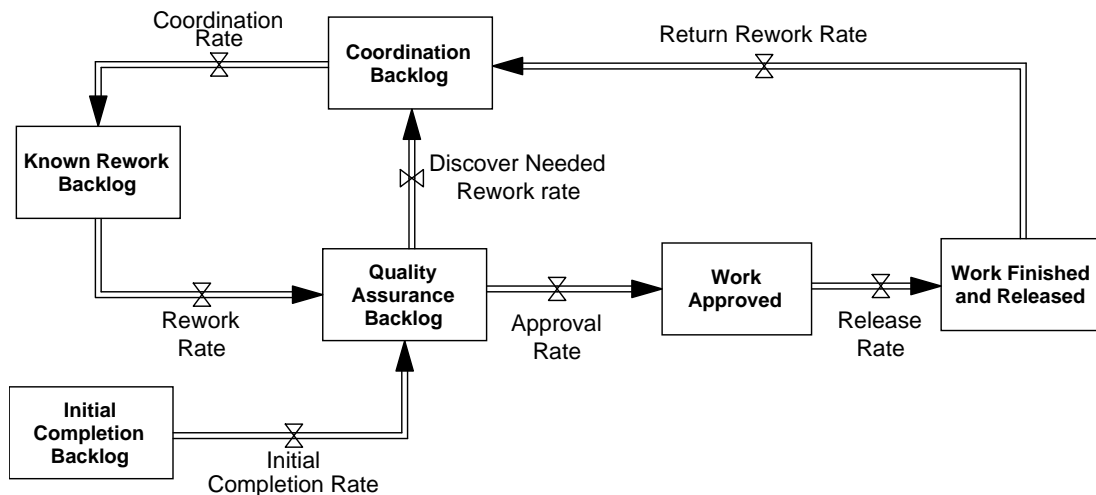 Coordination
Rate
Coordination
Backlog
Return Rework Rate
Known Rework
Backlog
Discover Needed
Rework rate
Quality
Assurance
Backlog
Work
Approved
Work Finished
and Released
Rework
Rate
Approval
Rate
Release
Rate
Initial
Completion
Backlog
Initial
Completion Rate